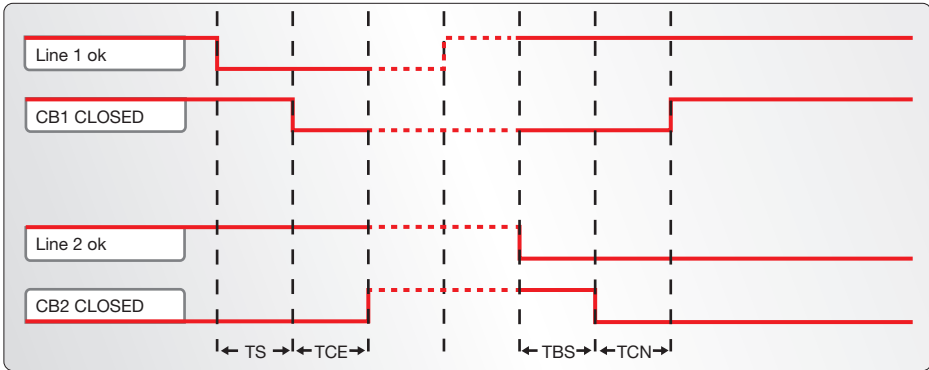 Line 1 ok
CB1 CLOSED
Line 2 ok
CB2 CLOSED
TS TCE TBS TCN